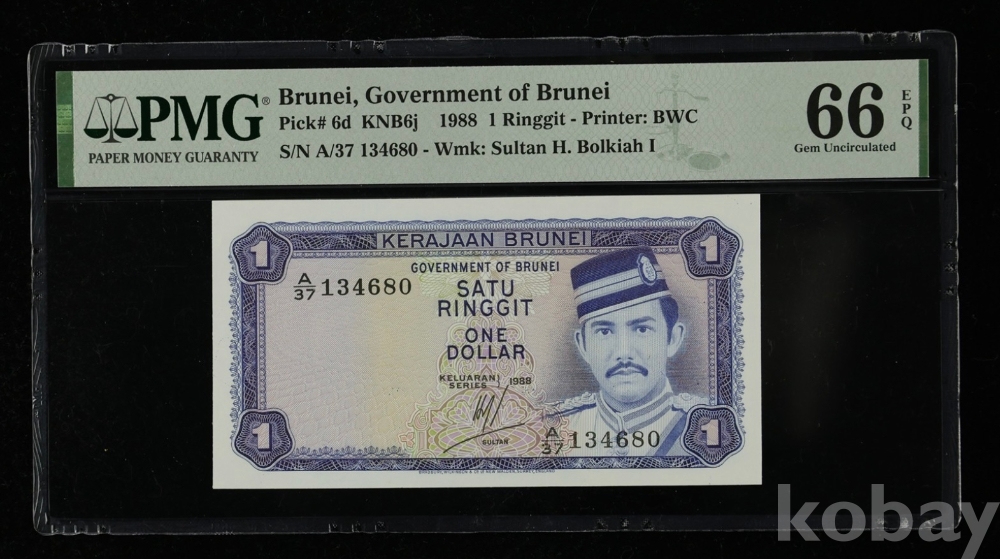 PMG®
PAPER MONEY GUARANTY
Brunei, Government of Brunei
Pick# 6d KNB6j 1988 1 Ringgit - Printer: BWC
S/N A/37 134680 - Wmk: Sultan H. Bolkiah I
66 EPQ
Gem Uncirculated
1
KERAJAAN BRUNEI
1
GOVERNMENT OF BRUNEI
A/37 134680
SATU
RINGGIT
ONE
DOLLAR
KELUARAN
SERIES 1988
SULTAN
1
A/37 134680
1
kobay